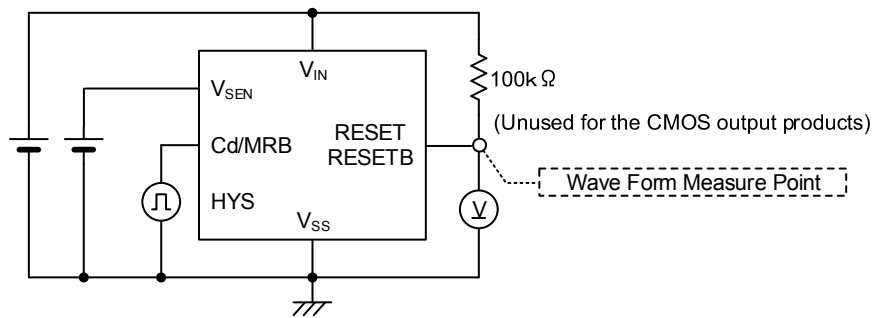 V_IN
100kΩ
V_SEN
(Unused for the CMOS output products)
Cd/MRB
RESET
RESETB
Wave Form Measure Point
HYS
V
V_SS